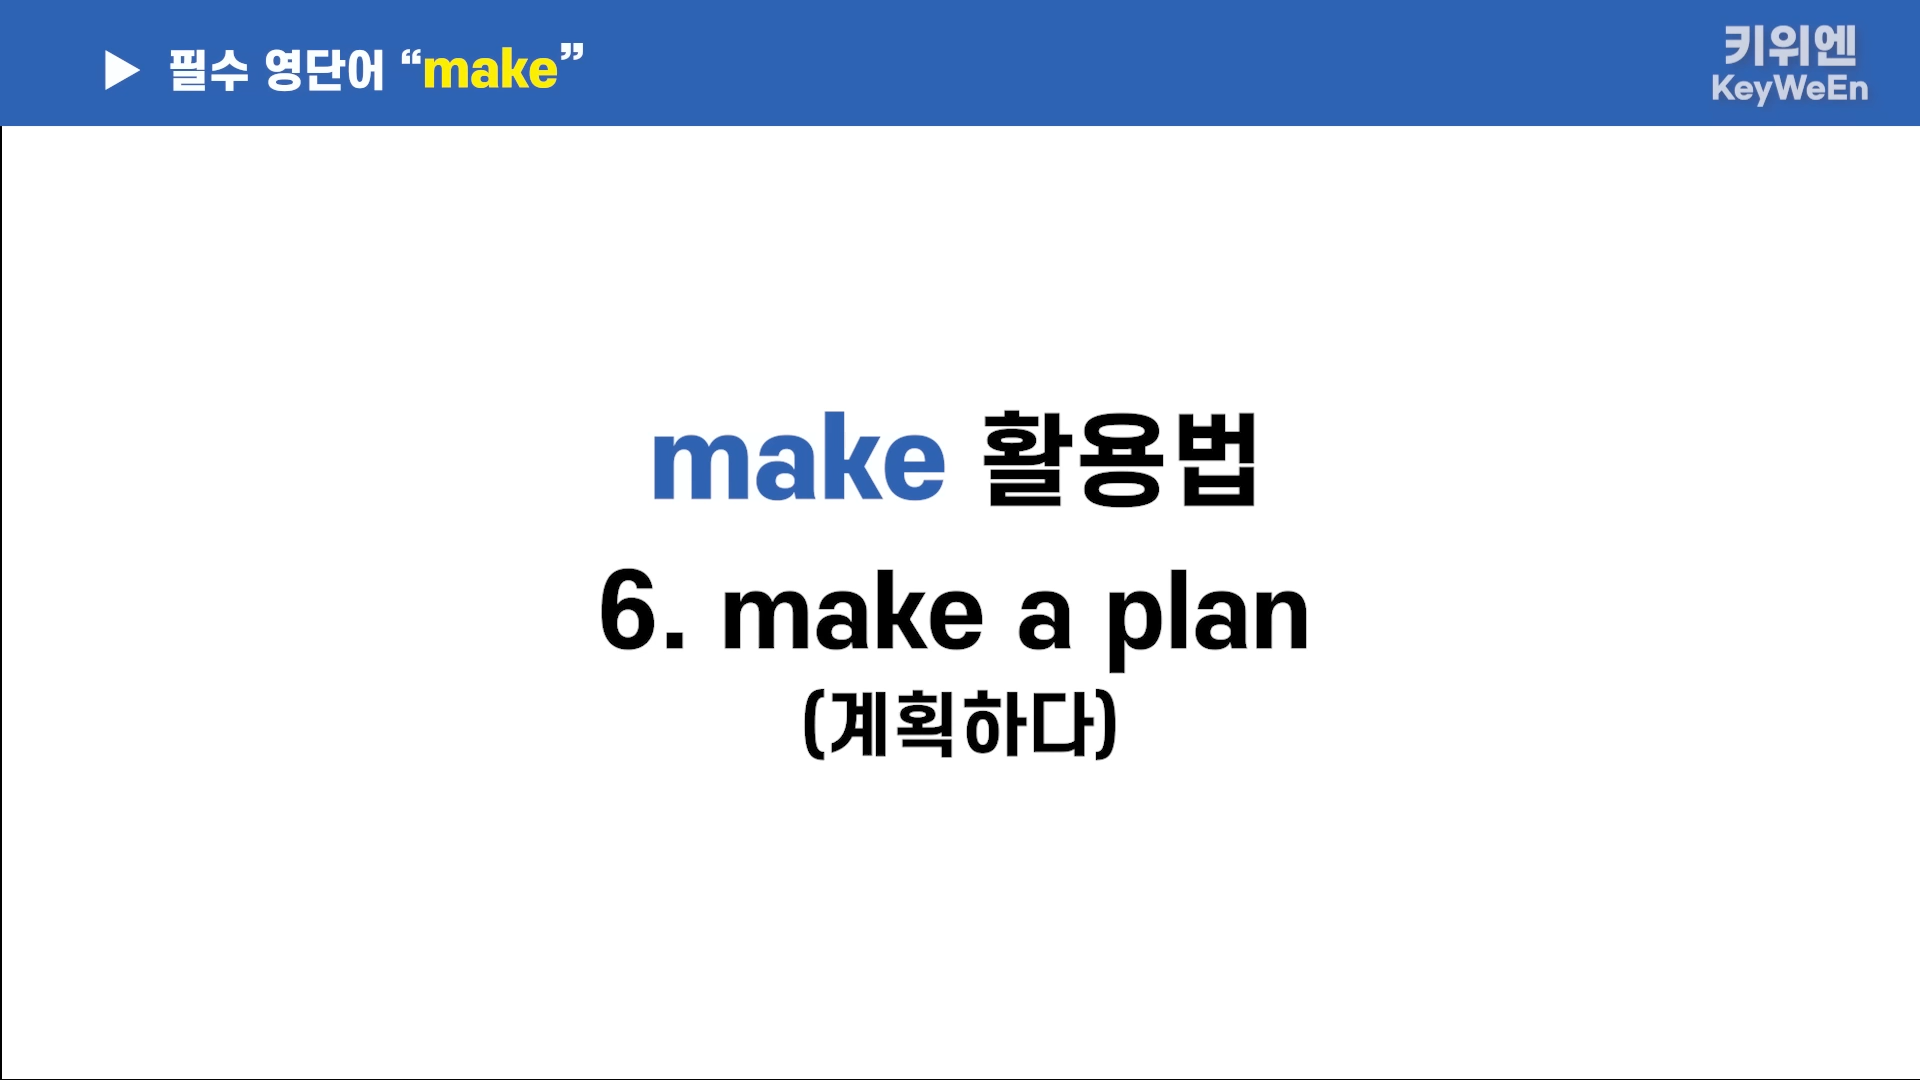 ▶ 필수 영단어 “make”
키위엔
KeyWeEn
make 활용법
6. make a plan
(계획하다)